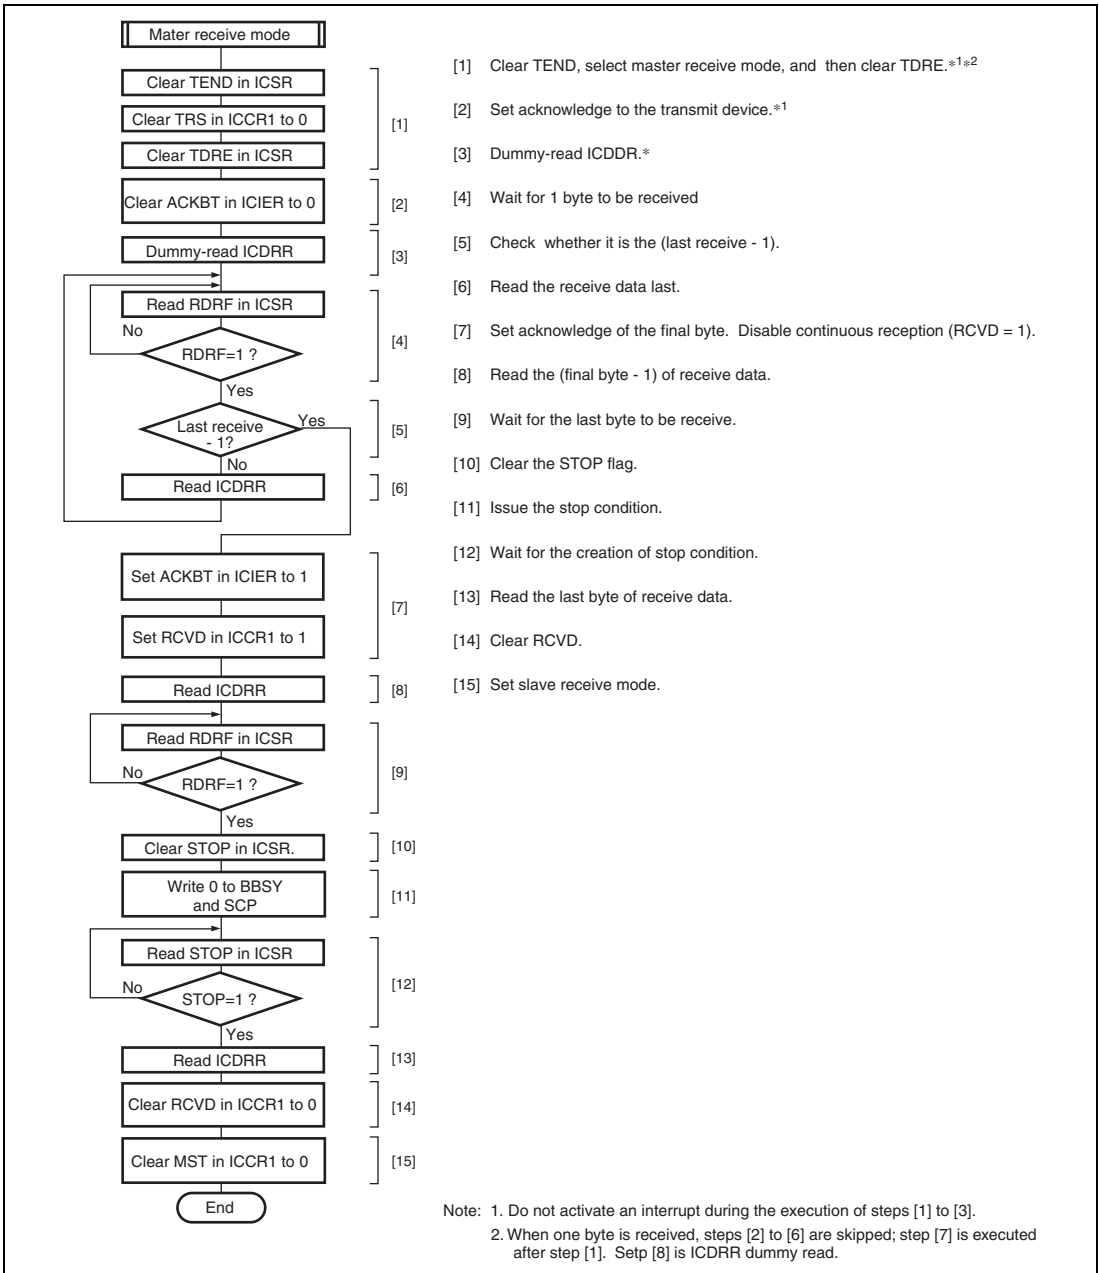 Mater receive mode
Clear TEND in ICSR
Clear TRS in ICCR1 to 0
Clear TDRE in ICSR
[1]
Clear ACKBT in ICIER to 0
[2]
Dummy-read ICDRR
[3]
Read RDRF in ICSR
No
RDRF=1 ?
[4]
Yes
Last receive
- 1?
Yes
[5]
No
Read ICDRR
[6]
Set ACKBT in ICIER to 1
[7]
Set RCVD in ICCR1 to 1
Read ICDRR
[8]
Read RDRF in ICSR
No
RDRF=1 ?
[9]
Yes
Clear STOP in ICSR.
[10]
Write 0 to BBSY
and SCP
[11]
Read STOP in ICSR
No
STOP=1 ?
[12]
Yes
Read ICDRR
[13]
Clear RCVD in ICCR1 to 0
[14]
Clear MST in ICCR1 to 0
[15]
End
[1] Clear TEND, select master receive mode, and then clear TDRE.*1*2
[2] Set acknowledge to the transmit device.*1
[3] Dummy-read ICDDR.*
[4] Wait for 1 byte to be received
[5] Check whether it is the (last receive - 1).
[6] Read the receive data last.
[7] Set acknowledge of the final byte. Disable continuous reception (RCVD = 1).
[8] Read the (final byte - 1) of receive data.
[9] Wait for the last byte to be receive.
[10] Clear the STOP flag.
[11] Issue the stop condition.
[12] Wait for the creation of stop condition.
[13] Read the last byte of receive data.
[14] Clear RCVD.
[15] Set slave receive mode.
Note: 1. Do not activate an interrupt during the execution of steps [1] to [3].
2. When one byte is received, steps [2] to [6] are skipped; step [7] is executed
after step [1]. Setp [8] is ICDRR dummy read.